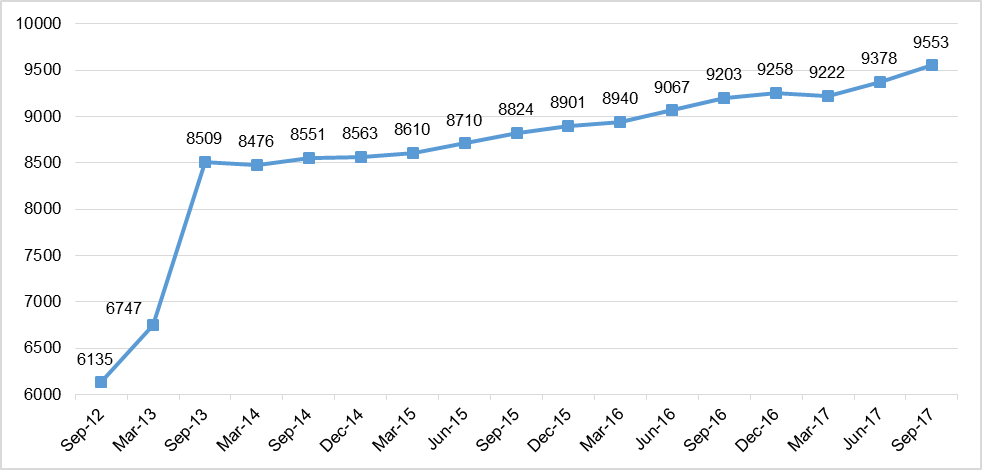 10000
9500
9000
8500
8000
7500
7000
6500
6000
6135
6747
8509
8476
8551
8563
8610
8710
8824
8901
8940
9067
9203
9258
9222
9378
9553
Sep-12
Mar-13
Sep-13
Mar-14
Sep-14
Dec-14
Mar-15
Jun-15
Sep-15
Dec-15
Mar-16
Jun-16
Sep-16
Dec-16
Mar-17
Jun-17
Sep-17